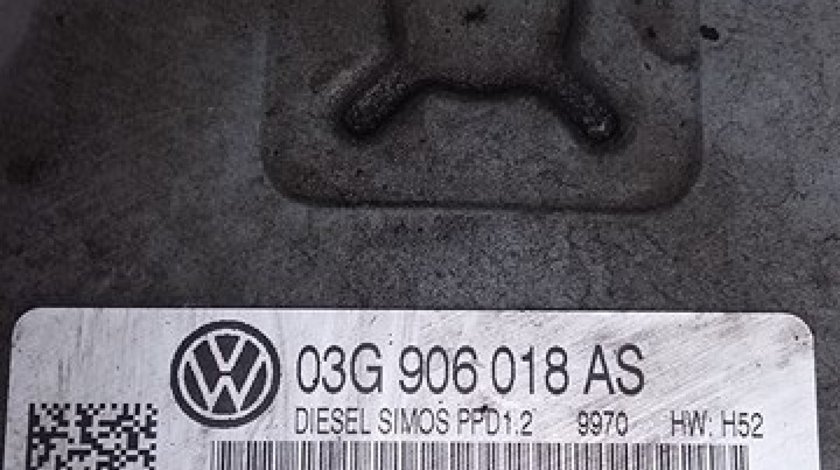 03G 906 018 AS
DIESEL SIMOS PPD1.2 9970 HW: H52